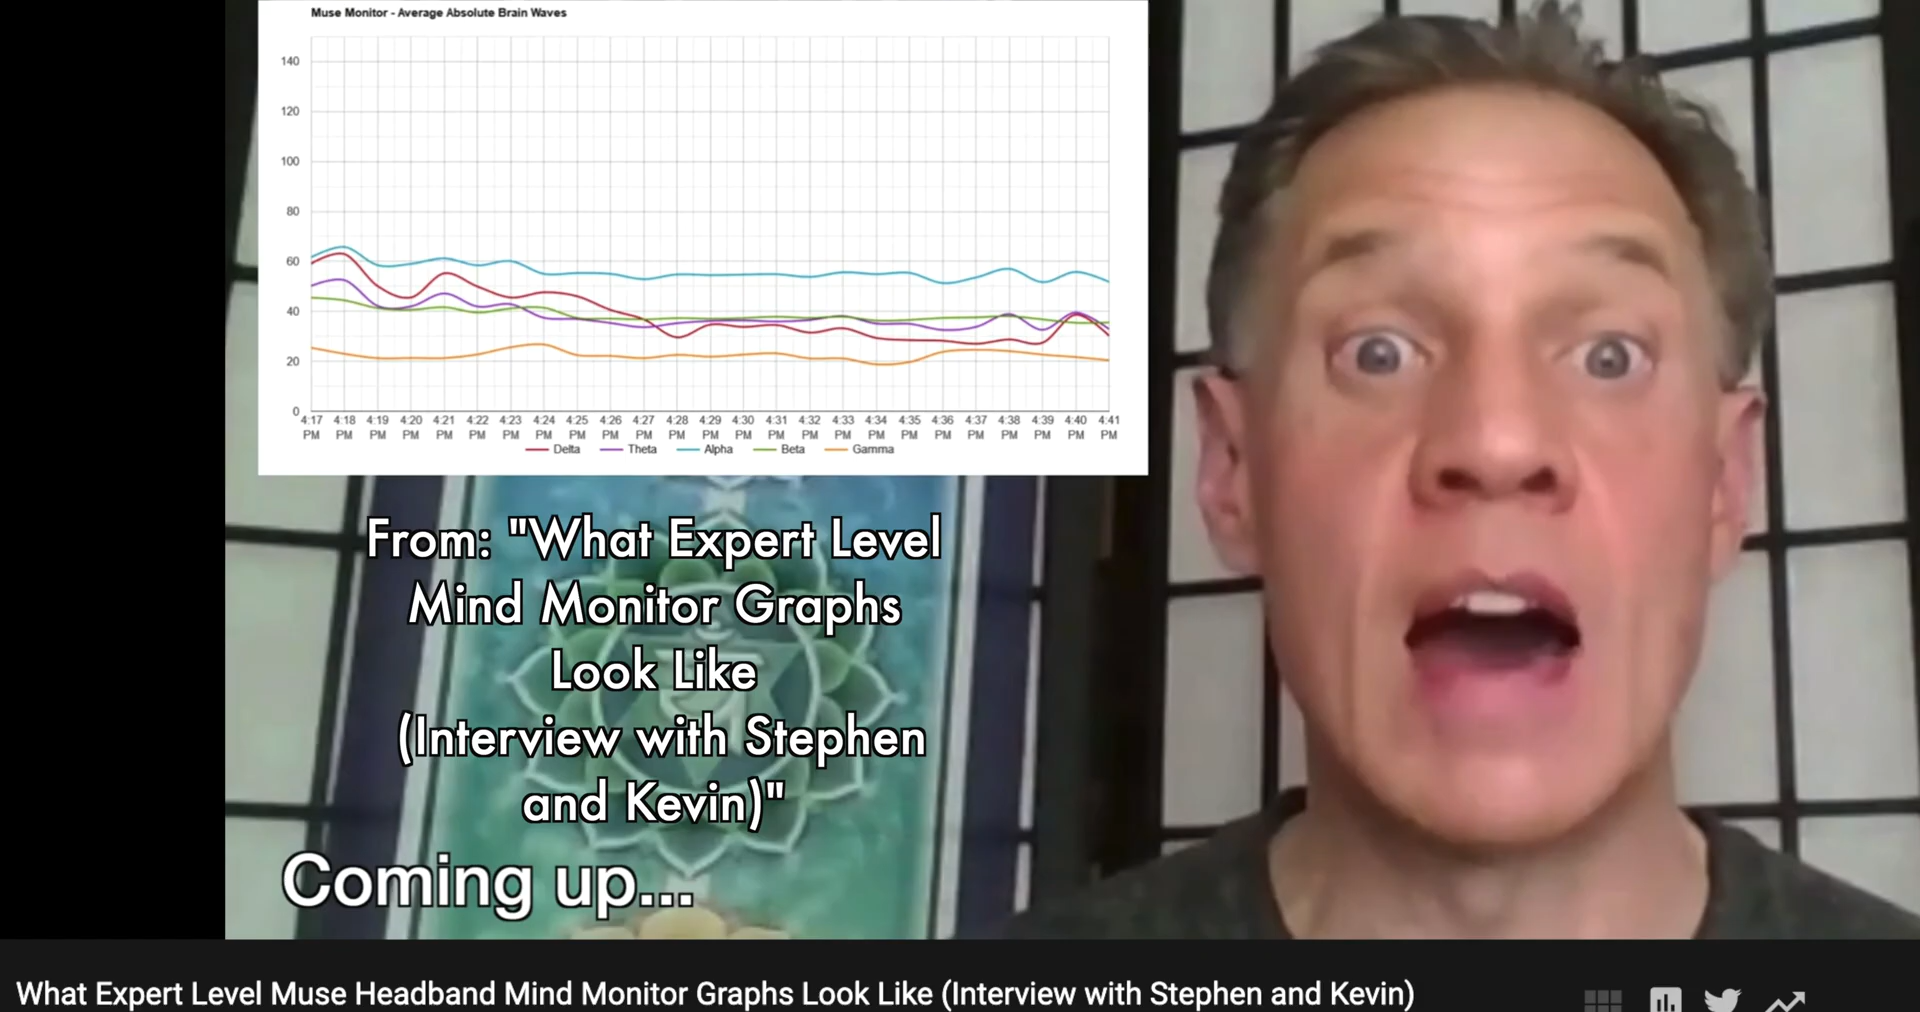 Muse Monitor - Average Absolute Brain Waves
140
120
100
80
60
40
20
0
4:17 PM 4:18 PM 4:19 PM 4:20 PM 4:21 PM 4:22 PM 4:23 PM 4:24 PM 4:25 PM 4:26 PM 4:27 PM 4:28 PM 4:29 PM 4:30 PM 4:31 PM 4:32 PM 4:33 PM 4:34 PM 4:35 PM 4:36 PM 4:37 PM 4:38 PM 4:39 PM 4:40 PM 4:41 PM
Delta Theta Alpha Beta Gamma
From: "What Expert Level
Mind Monitor Graphs
Look Like
(Interview with Stephen
and Kevin)"
Coming up...
What Expert Level Muse Headband Mind Monitor Graphs Look Like (Interview with Stephen and Kevin)